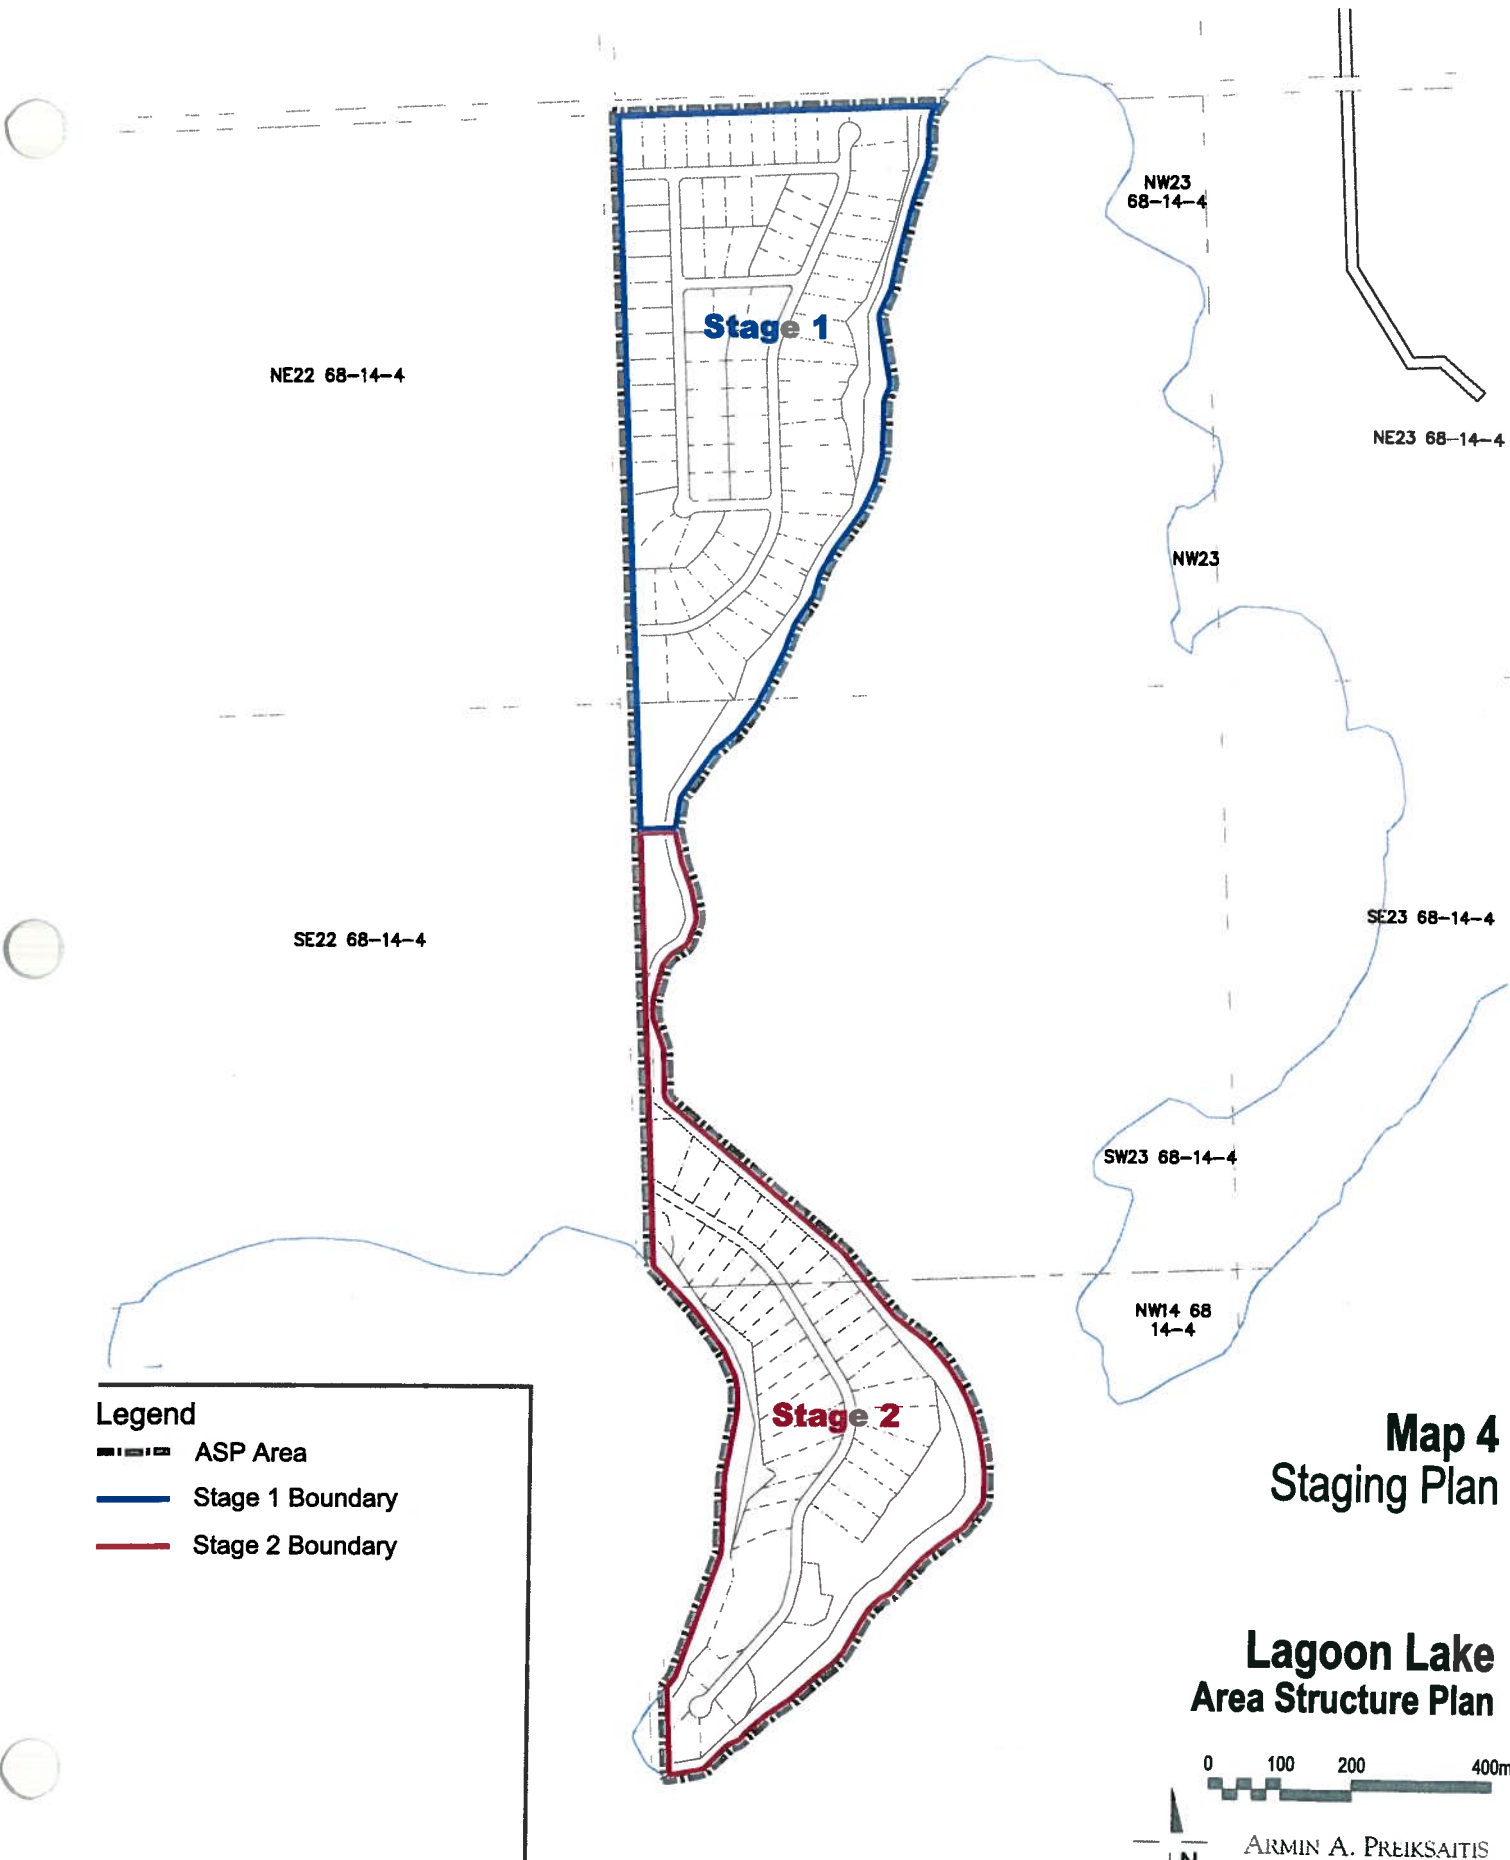 NW23
68-14-4
Stage 1
NE22 68-14-4
NE23 68-14-4
NW23
SE22 68-14-4
SE23 68-14-4
SW23 68-14-4
NW14 68
14-4
Stage 2
Legend
ASP Area
Stage 1 Boundary
Stage 2 Boundary
Map 4
Staging Plan
Lagoon Lake
Area Structure Plan
0 100 200 400m
N
ARMIN A. PREIKSAITIS